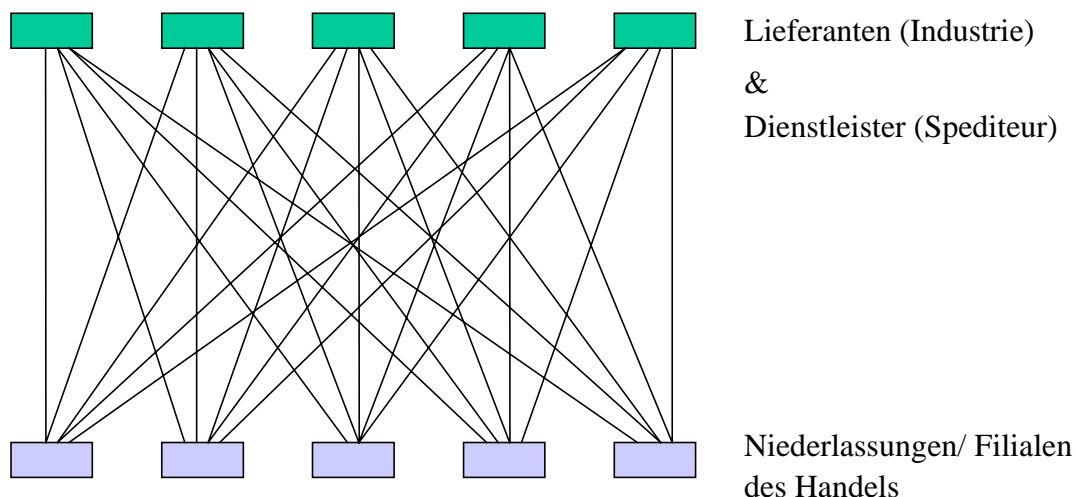 Lieferanten (Industrie)
&
Dienstleister (Spediteur)
Niederlassungen/ Filialen
des Handels